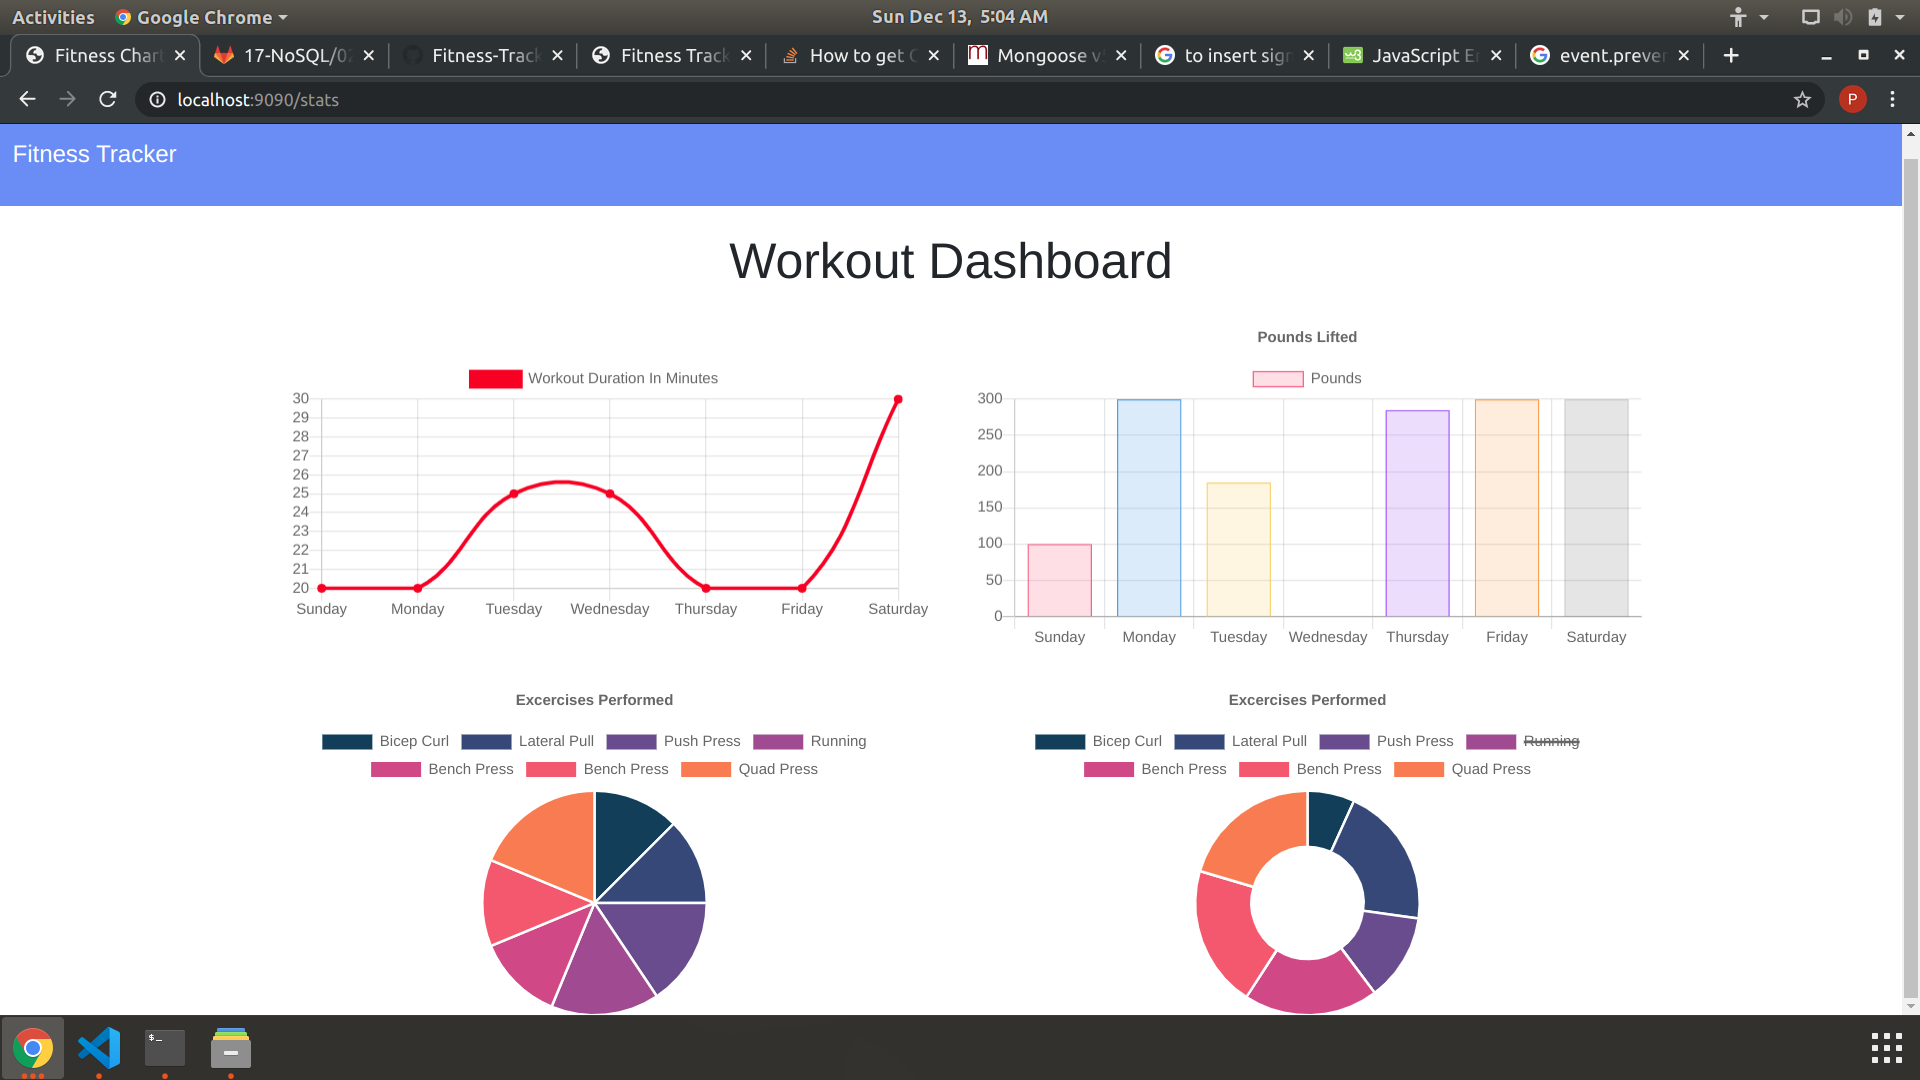 Activities Google Chrome Sun Dec 13, 5:04 AM
Fitness Chart 17-NoSQL/02 Fitness-Track Fitness Track How to get Mongoose to insert sign JavaScript event.preven
localhost:9090/stats P
Fitness Tracker
Workout Dashboard
Workout Duration In Minutes
30
29
28
27
26
25
24
23
22
21
20
Sunday Monday Tuesday Wednesday Thursday Friday Saturday
Pounds Lifted
Pounds
300
250
200
150
100
50
0
Sunday Monday Tuesday Wednesday Thursday Friday Saturday
Excercises Performed
Bicep Curl Lateral Pull Push Press Running
Bench Press Bench Press Quad Press
Excercises Performed
Bicep Curl Lateral Pull Push Press Running
Bench Press Bench Press Quad Press